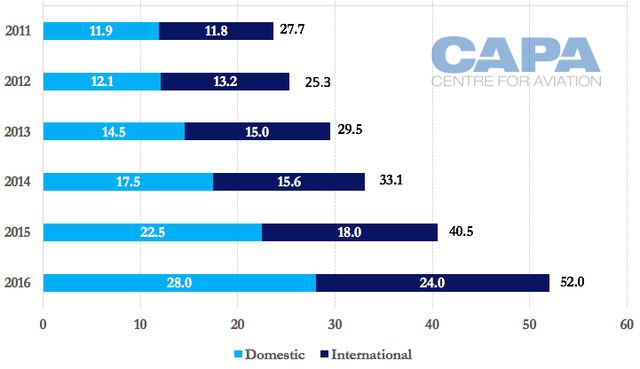 2011 11.9 11.8 27.7
CAPA
CENTRE FOR AVIATION
2012 12.1 13.2 25.3
2013 14.5 15.0 29.5
2014 17.5 15.6 33.1
2015 22.5 18.0 40.5
2016 28.0 24.0 52.0
0 10 20 30 40 50 60
Domestic International